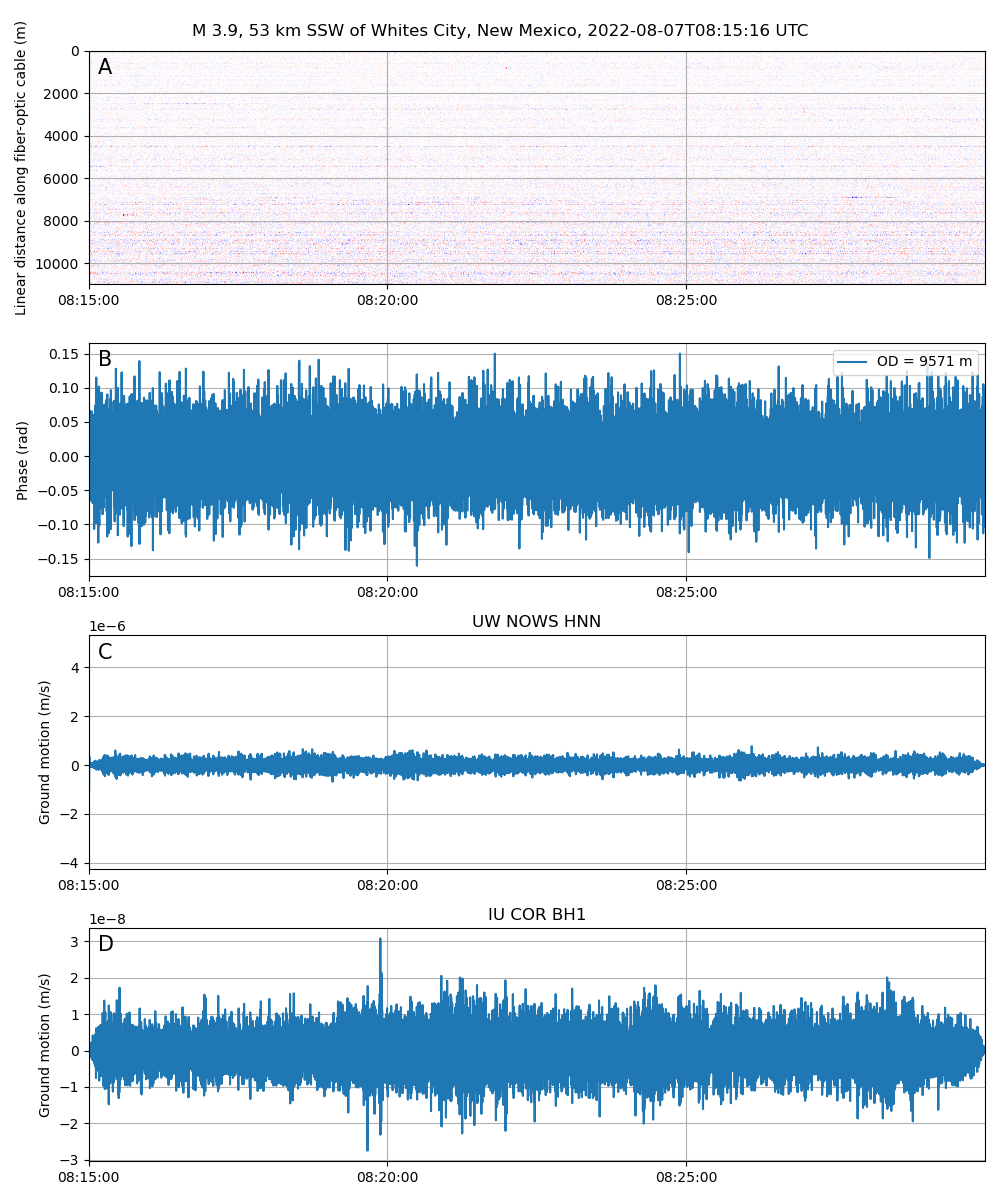 M 3.9, 53 km SSW of Whites City, New Mexico, 2022-08-07T08:15:16 UTC
A
Linear distance along fiber-optic cable (m)
0
2000
4000
6000
8000
10000
08:15:00 08:20:00 08:25:00
B
OD = 9571 m
Phase (rad)
0.15
0.10
0.05
0.00
−0.05
−0.10
−0.15
08:15:00 08:20:00 08:25:00
UW NOWS HNN
1e−6
C
Ground motion (m/s)
4
2
0
−2
−4
08:15:00 08:20:00 08:25:00
IU COR BH1
1e−8
D
Ground motion (m/s)
3
2
1
0
−1
−2
−3
08:15:00 08:20:00 08:25:00